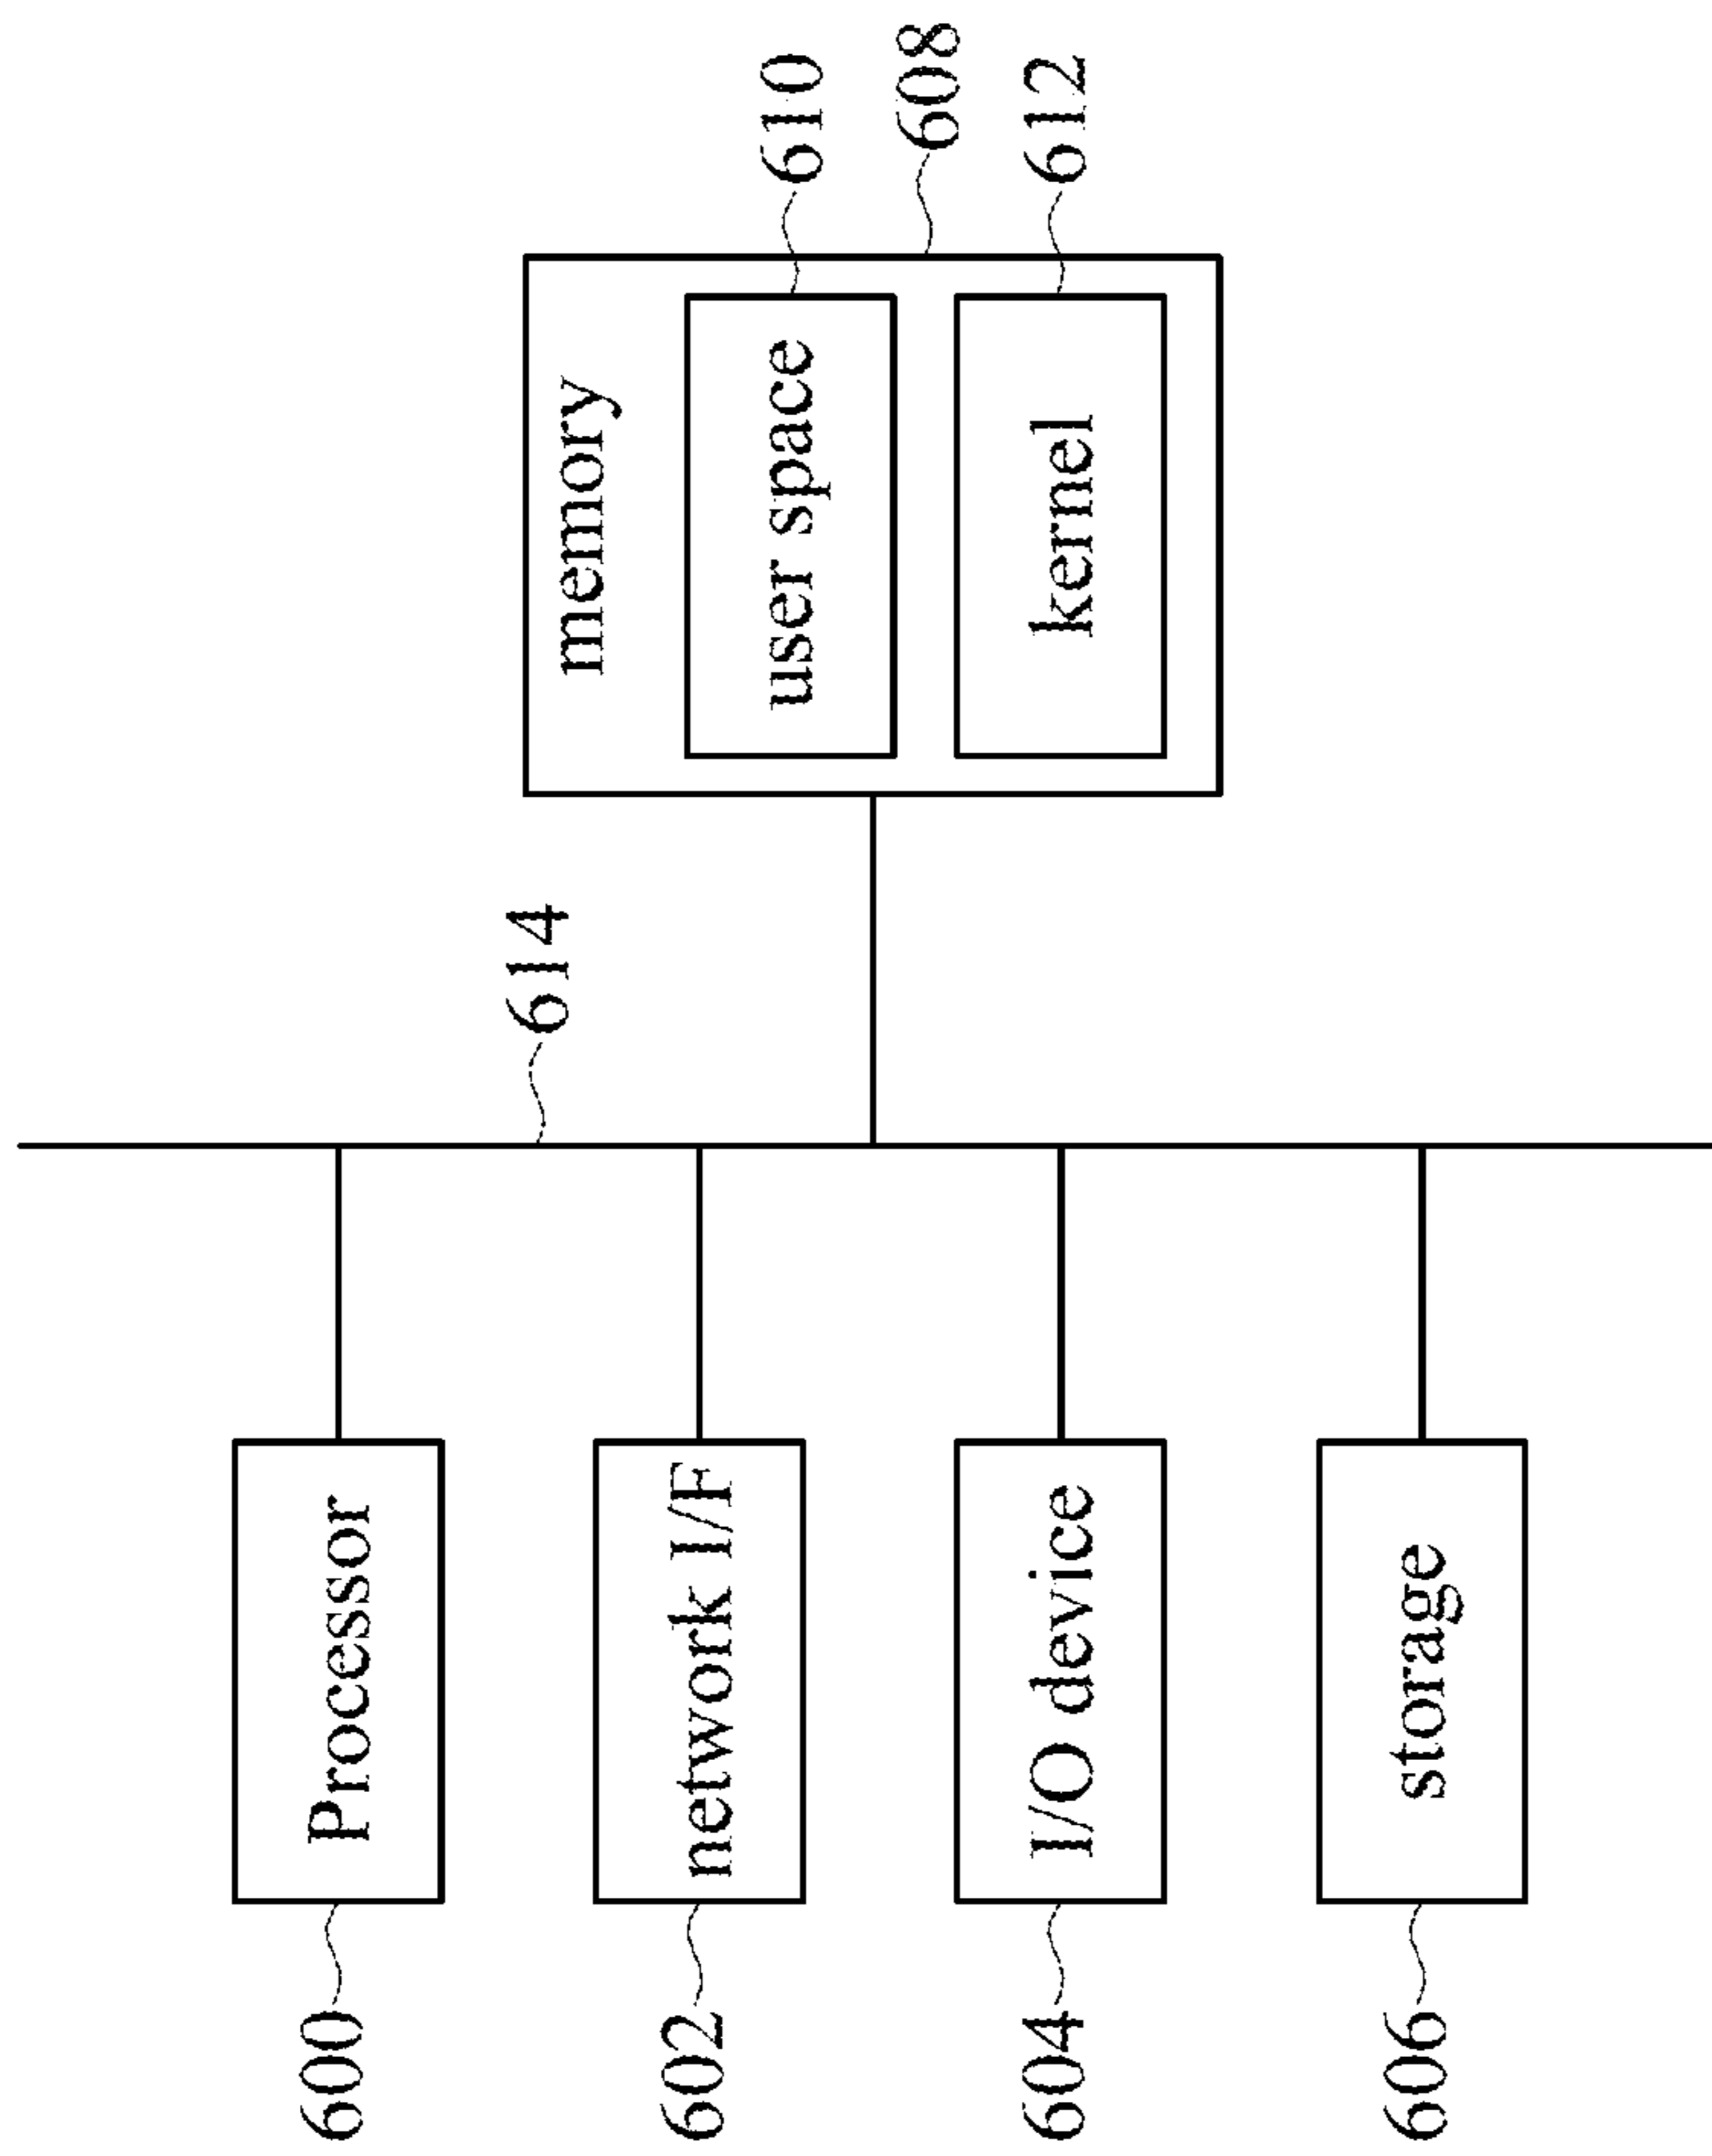 600
Processor
602
network I/F
604
I/O device
606
storage
614
memory
user space
610
608
kernel
612